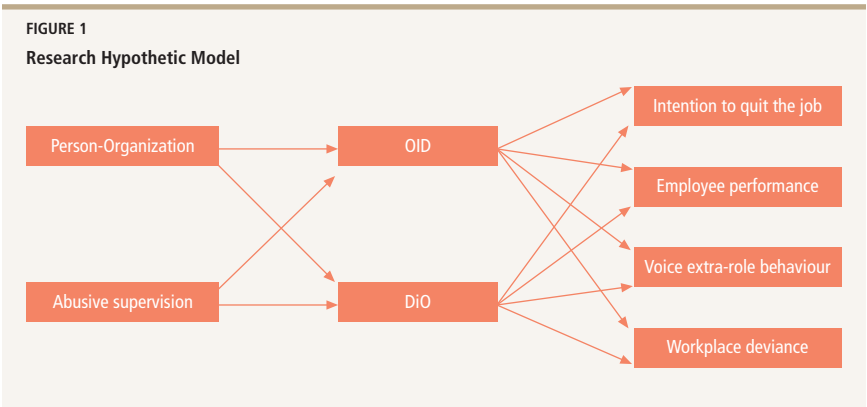 FIGURE 1
Research Hypothetic Model
Person-Organization
Abusive supervision
OID
DiO
Intention to quit the job
Employee performance
Voice extra-role behaviour
Workplace deviance